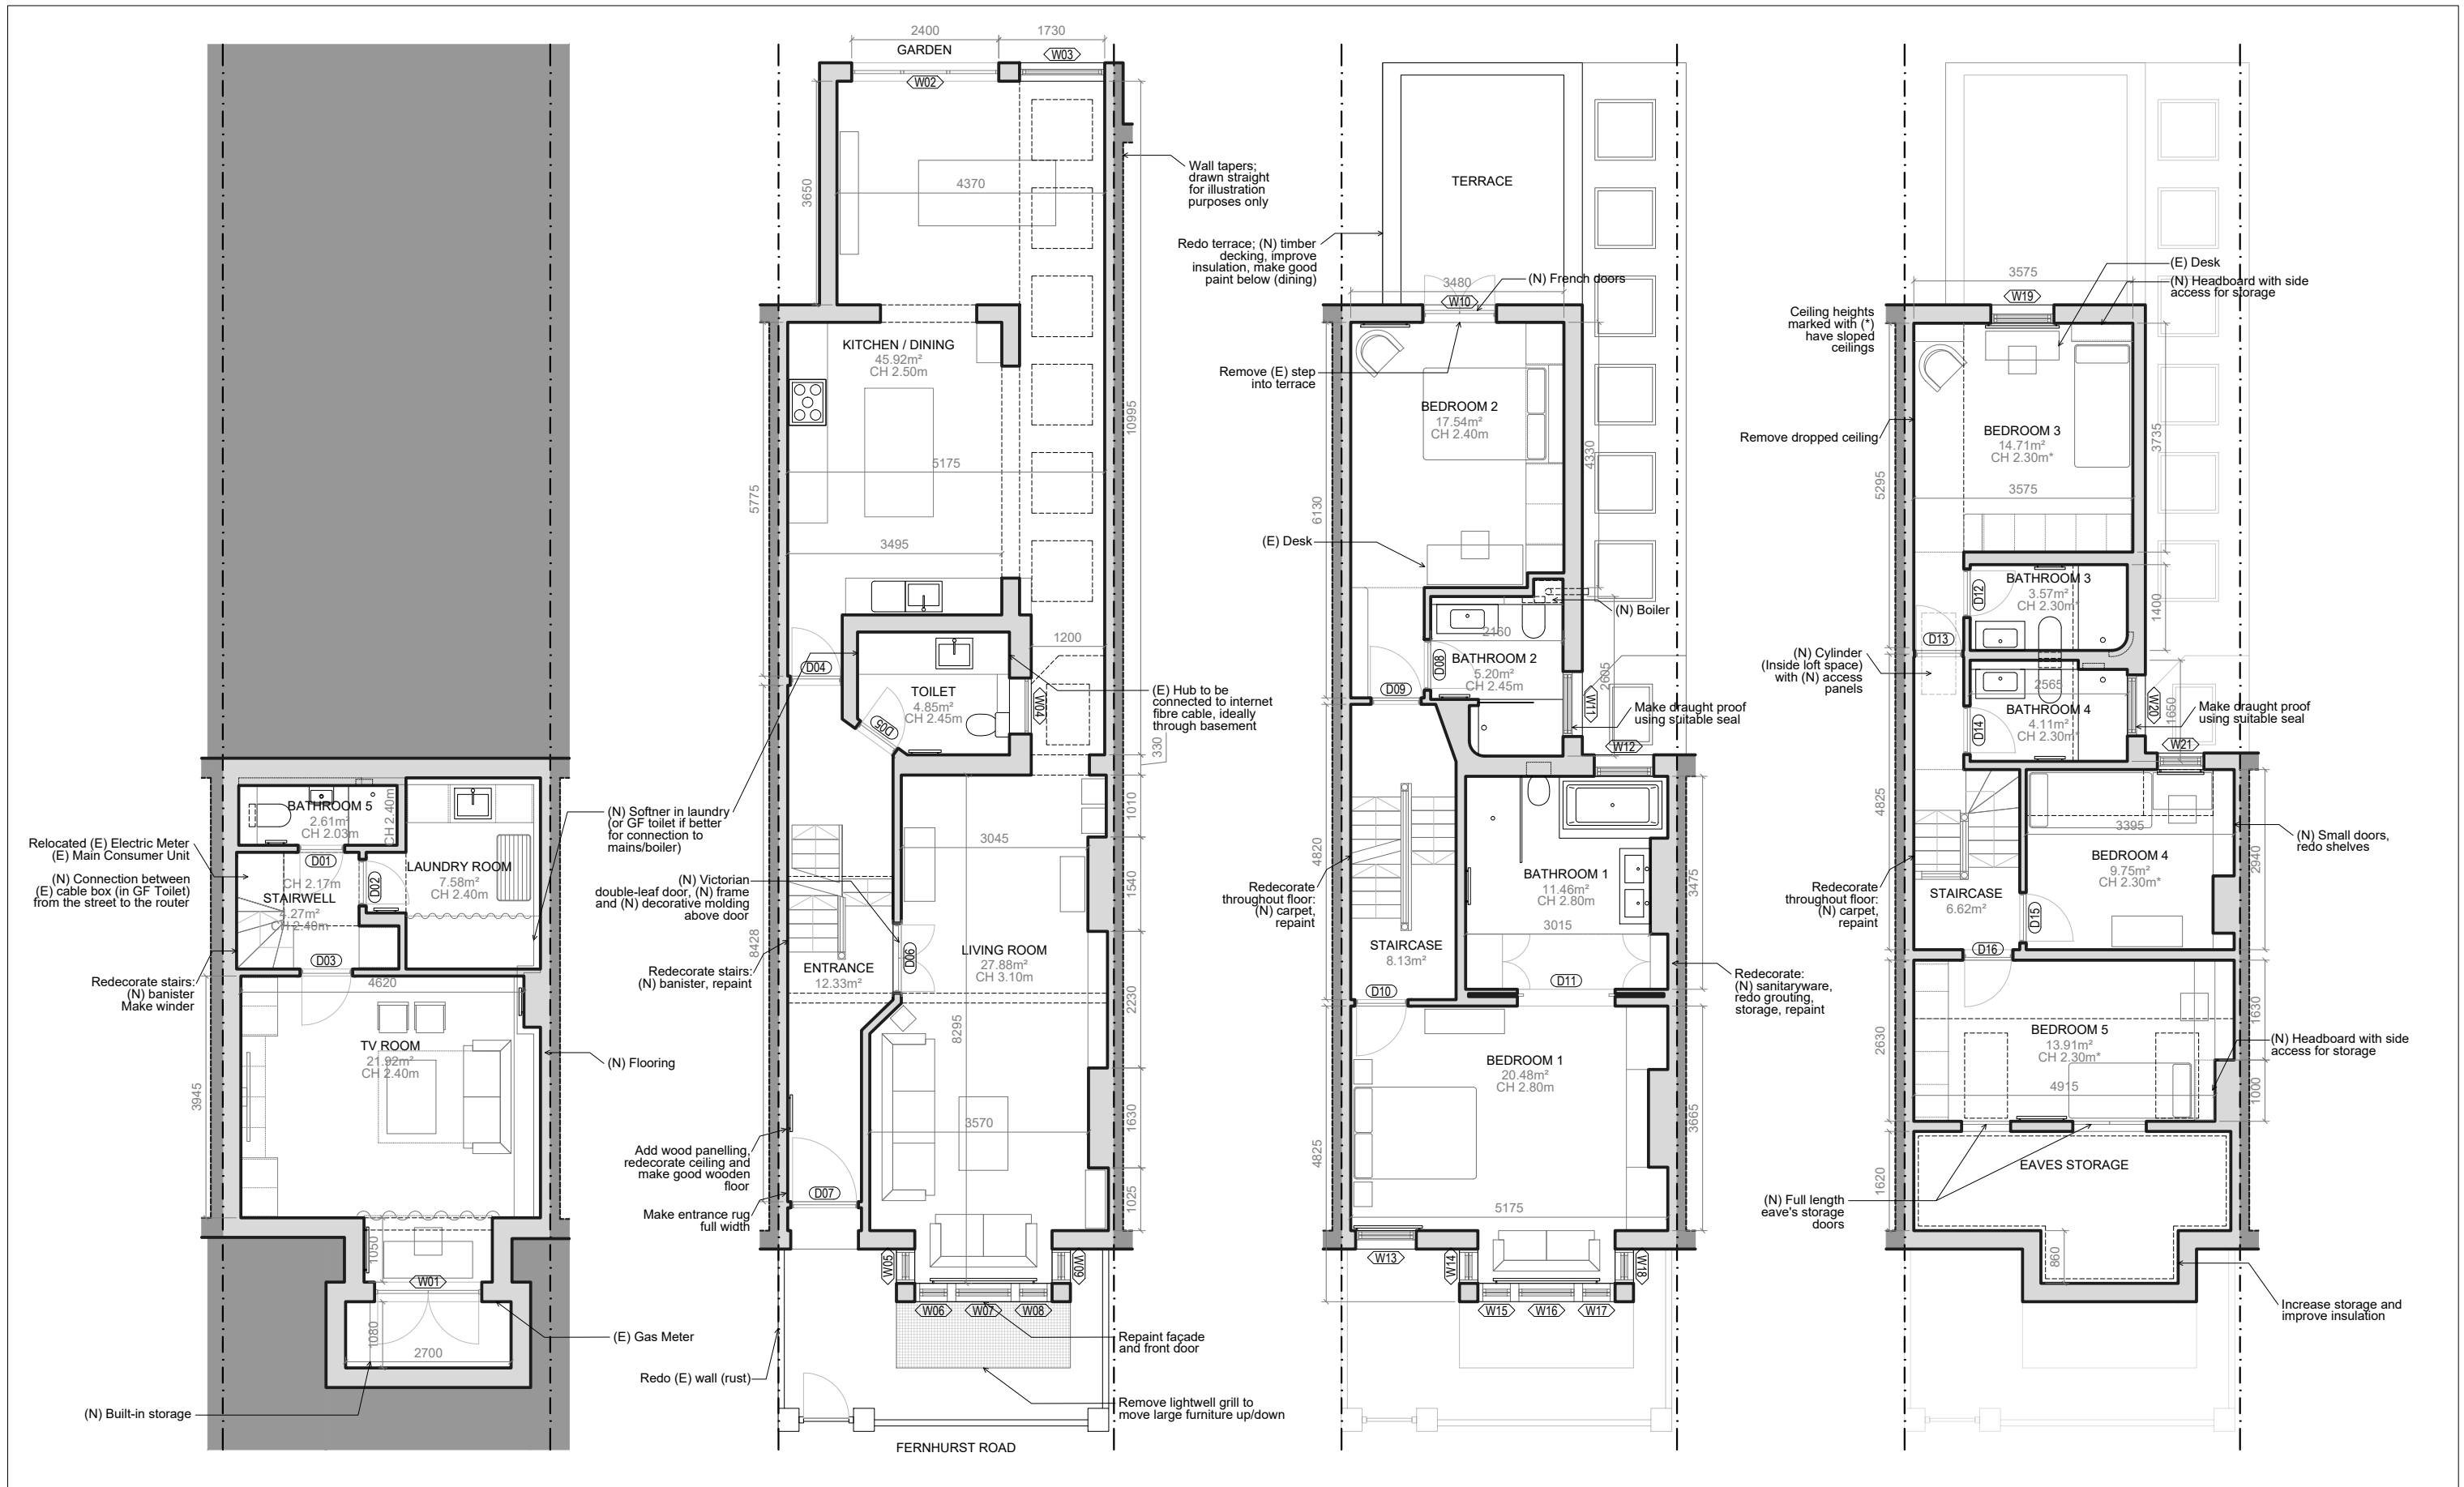 BATHROOM 5
2.61m²
CH 2.03m
CH 2.40m
Relocated (E) Electric Meter
(E) Main Consumer Unit
(N) Connection between
(E) cable box (in GF Toilet)
from the street to the router
D01
D02
LAUNDRY ROOM
7.58m²
CH 2.40m
CH 2.17m
STAIRWELL
4.27m²
CH 2.40m
D03
Redecorate stairs:
(N) banister
Make winder
4620
TV ROOM
21.92m²
CH 2.40m
(N) Flooring
3945
1050
W01
1080
2700
(E) Gas Meter
(N) Built-in storage
2400
1730
GARDEN
W02
W03
3650
4370
Wall tapers;
drawn straight
for illustration
purposes only
KITCHEN / DINING
45.92m²
CH 2.50m
10995
5175
5775
3495
1200
D04
TOILET
4.85m²
CH 2.45m
D05
W04
(E) Hub to be
connected to internet
fibre cable, ideally
through basement
330
(N) Softner in laundry
(or GF toilet if better
for connection to
mains/boiler)
1010
3045
1540
(N) Victorian
double-leaf door, (N) frame
and (N) decorative molding
above door
8428
D06
LIVING ROOM
27.88m²
CH 3.10m
ENTRANCE
12.33m²
Redecorate stairs:
(N) banister, repaint
2230
8295
3570
1630
Add wood panelling,
redecorate ceiling and
make good wooden
floor
D07
1025
Make entrance rug
full width
W05
W09
W06
W07
W08
Repaint façade
and front door
Redo (E) wall (rust)
Remove lightwell grill to
move large furniture up/down
FERNHURST ROAD
TERRACE
Redo terrace; (N) timber
decking, improve
insulation, make good
paint below (dining)
(N) French doors
3480
W10
Remove (E) step
into terrace
BEDROOM 2
17.54m²
CH 2.40m
4330
6130
(E) Desk
(N) Boiler
2160
D08
BATHROOM 2
5.20m²
CH 2.45m
2695
D09
W11
Make draught proof
using suitable seal
W12
4820
BATHROOM 1
11.46m²
CH 2.80m
3475
Redecorate
throughout floor:
(N) carpet,
repaint
3015
STAIRCASE
8.13m²
D11
D10
Redecorate:
(N) sanitaryware,
redo grouting,
storage, repaint
BEDROOM 1
20.48m²
CH 2.80m
3665
4825
5175
W13
W14
W18
W15
W16
W17
3575
(E) Desk
(N) Headboard with side
access for storage
W19
Ceiling heights
marked with (*)
have sloped
ceilings
BEDROOM 3
14.71m²
CH 2.30m*
3735
Remove dropped ceiling
5295
3575
BATHROOM 3
3.57m²
CH 2.30m*
D12
1400
D13
(N) Cylinder
(Inside loft space)
with (N) access
panels
2565
BATHROOM 4
4.11m²
CH 2.30m*
D14
W20
1650
Make draught proof
using suitable seal
W21
4825
3395
(N) Small doors,
redo shelves
BEDROOM 4
9.75m²
CH 2.30m*
2940
Redecorate
throughout floor:
(N) carpet,
repaint
STAIRCASE
6.62m²
D15
D16
2630
BEDROOM 5
13.91m²
CH 2.30m*
1630
(N) Headboard with side
access for storage
4915
1000
EAVES STORAGE
1620
(N) Full length
eave's storage
doors
860
Increase storage and
improve insulation